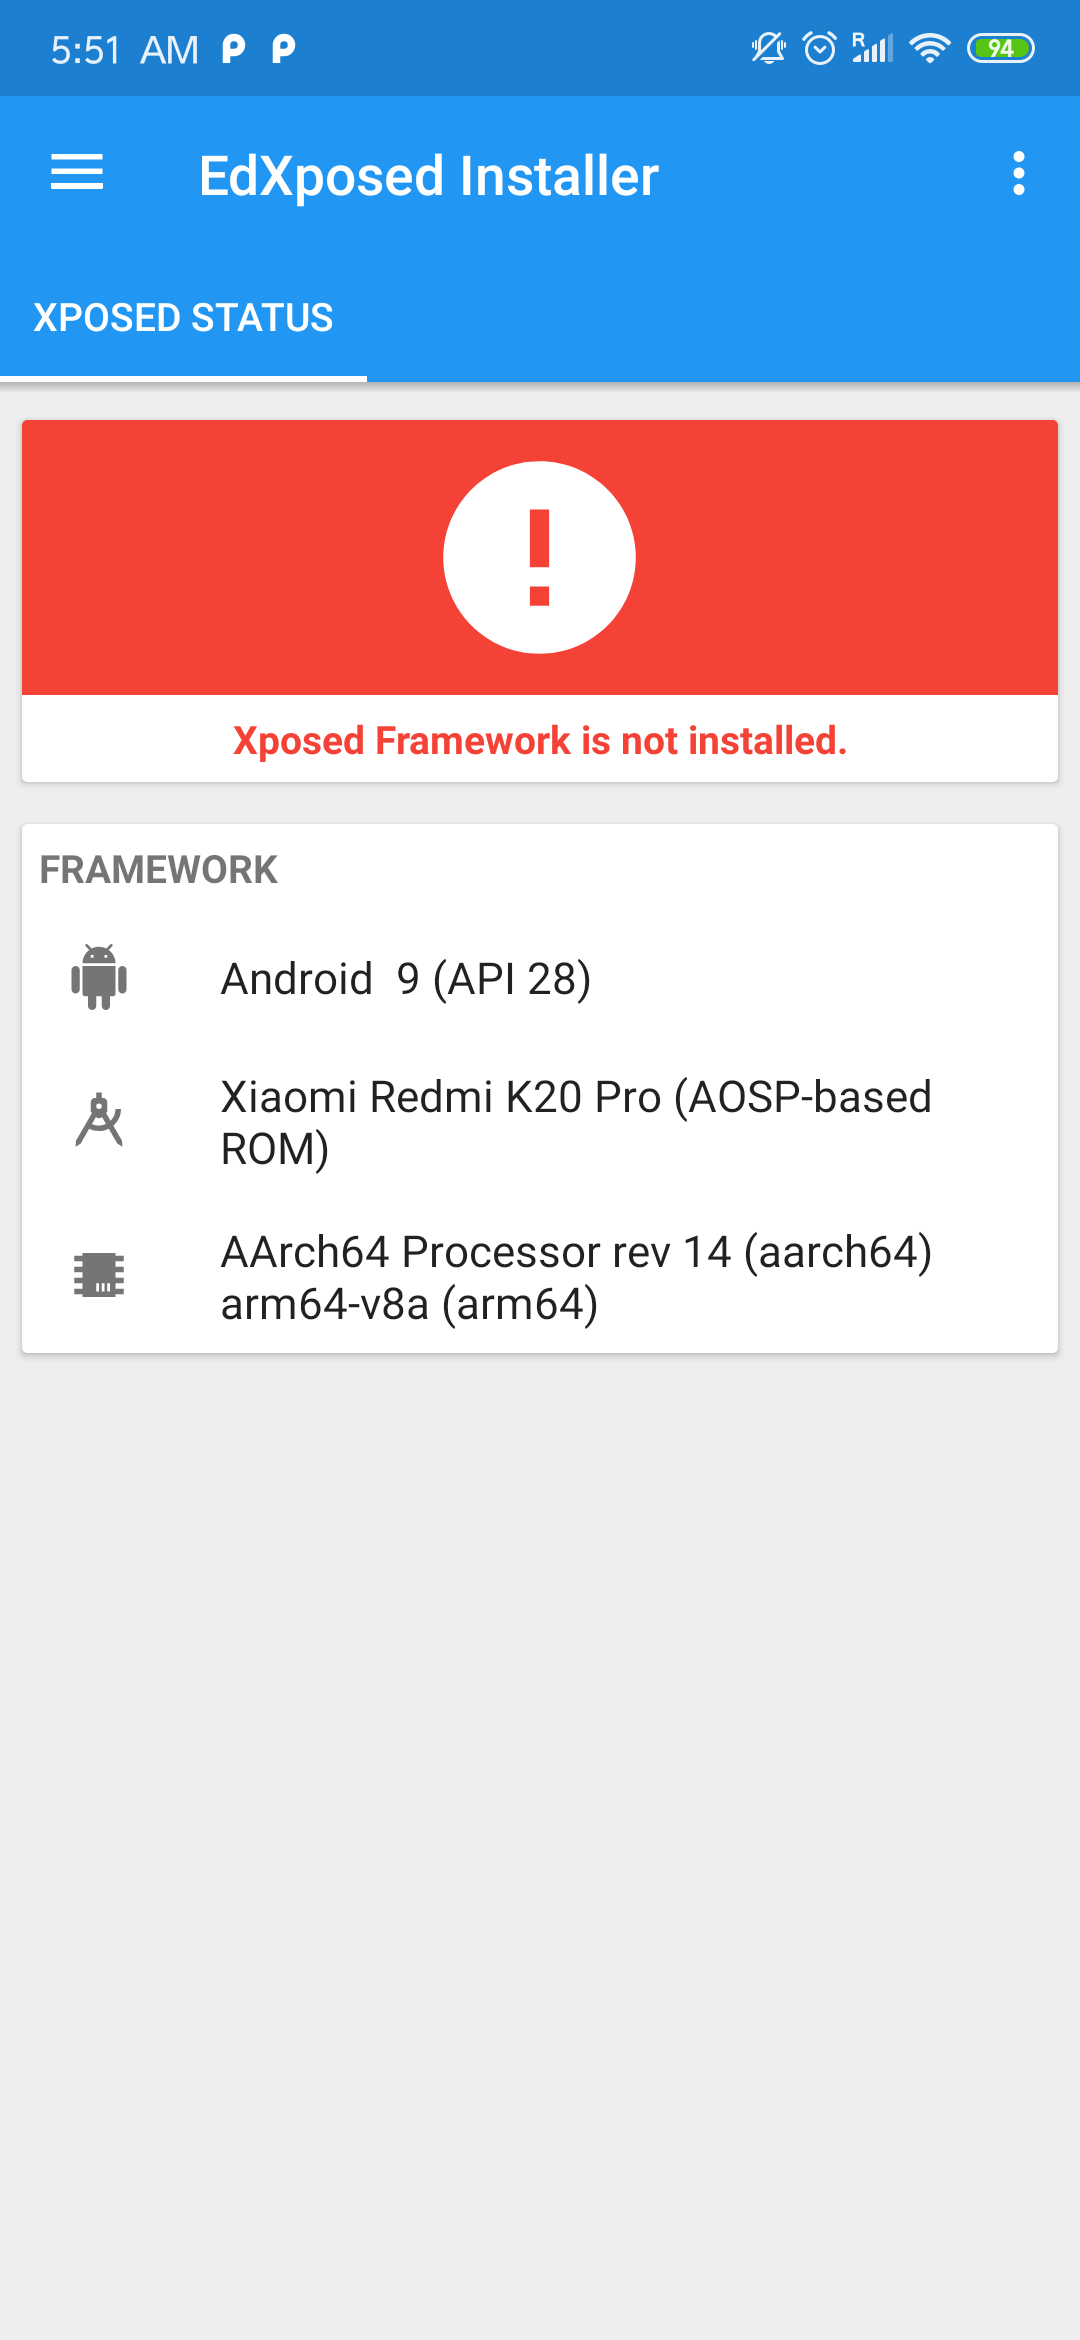 5:51 AM
R
94
EdXposed Installer
XPOSED STATUS
Xposed Framework is not installed.
FRAMEWORK
Android  9 (API 28)
Xiaomi Redmi K20 Pro (AOSP-based
ROM)
AArch64 Processor rev 14 (aarch64)
arm64-v8a (arm64)